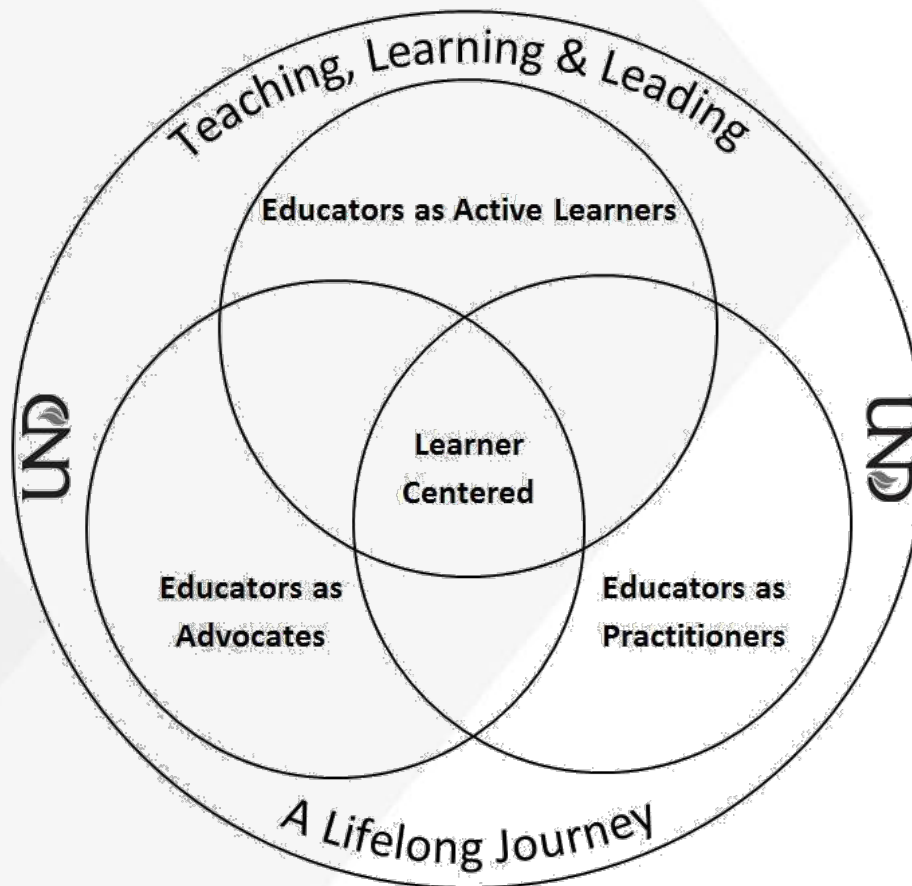 Teaching, Learning & Leading
Educators as Active Learners
UND
UND
Learner
Centered
Educators as
Advocates
Educators as
Practitioners
A Lifelong Journey